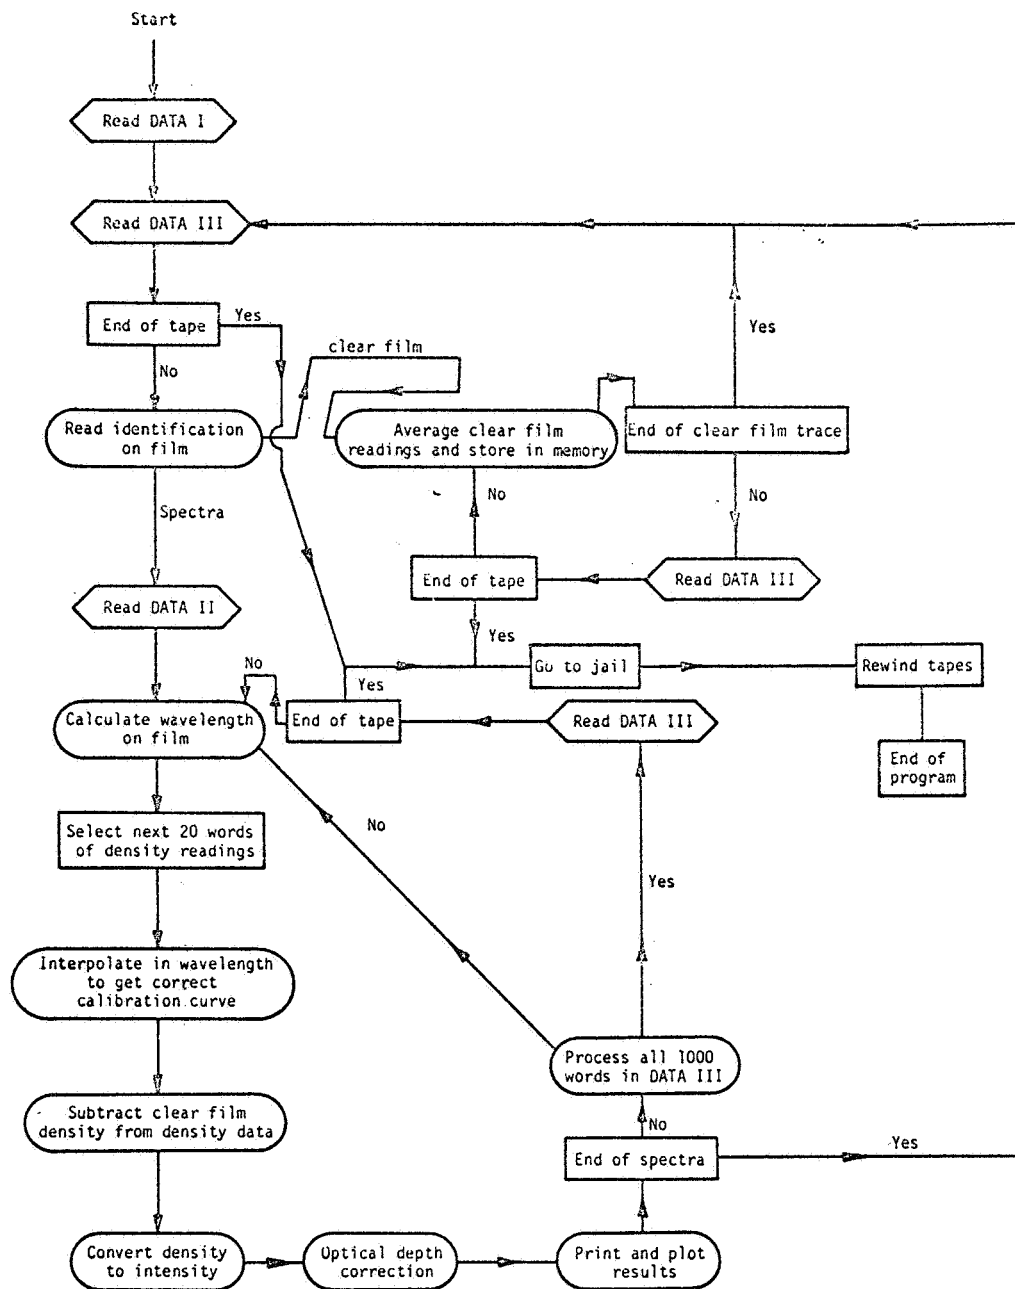 Start
Read DATA I
Read DATA III
End of tape
Yes
No
clear film
Read identification
on film
Average clear film
readings and store in memory
End of clear film trace
Yes
No
No
Spectra
End of tape
Read DATA III
Read DATA II
Yes
No
Yes
Go to jail
Rewind tapes
Calculate wavelength
on film
End of tape
Read DATA III
End of
program
Select next 20 words
of density readings
No
Yes
Interpolate in wavelength
to get correct
calibration curve
Process all 1000
words in DATA III
Subtract clear film
density from density data
No
End of spectra
Yes
Convert density
to intensity
Optical depth
correction
Print and plot
results